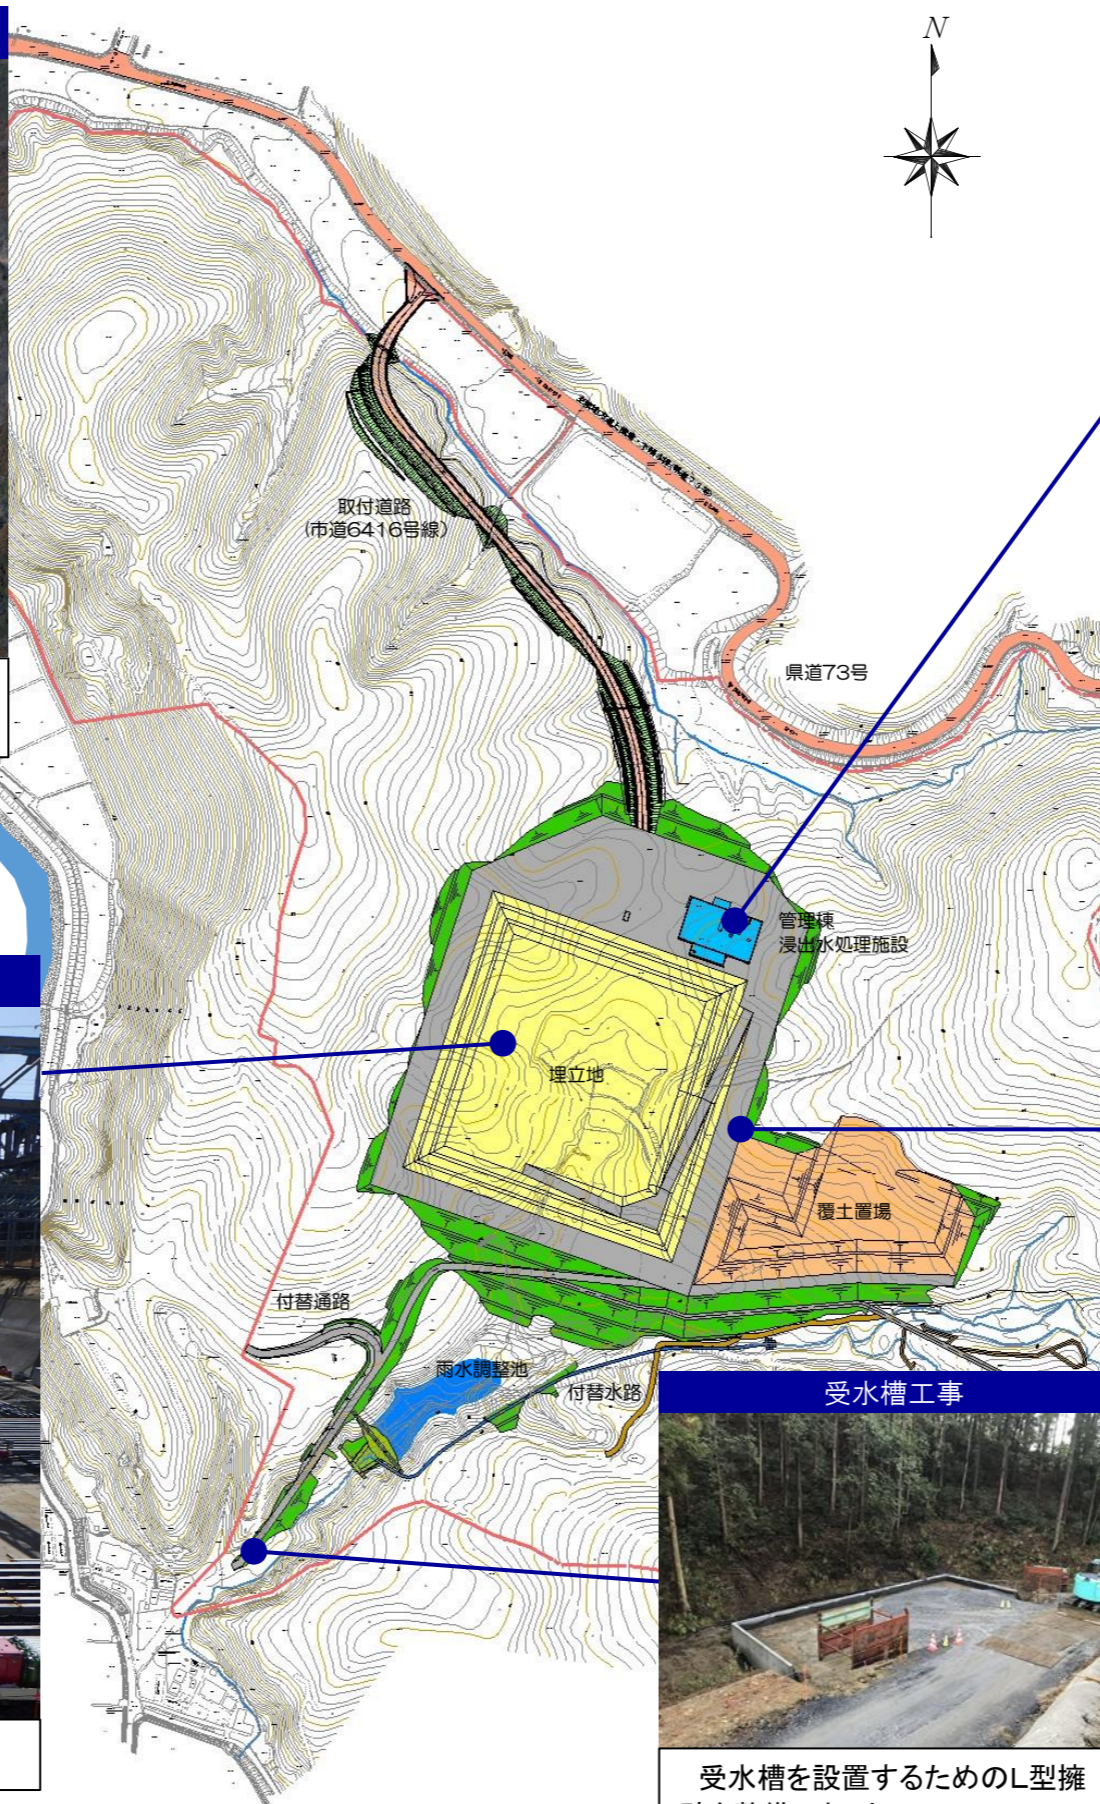 N
取付道路
(市道6416号線)
県道73号
管理棟
浸出水処理施設
埋立地
覆土置場
付替通路
雨水調整池
付替水路
受水槽工事
受水槽を設置するためのL型擁